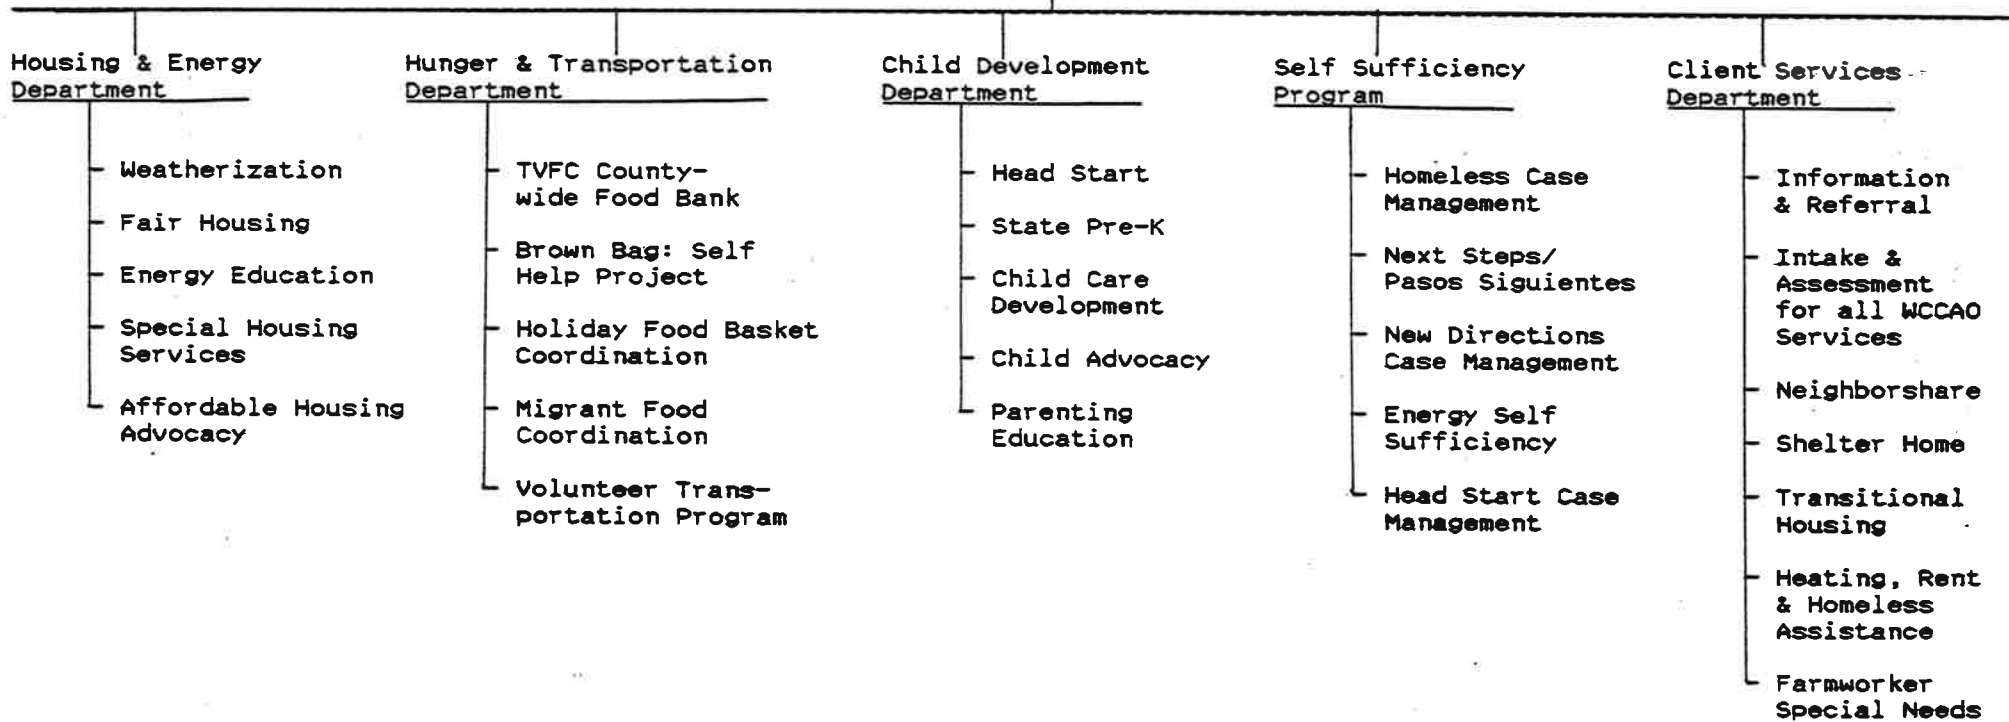 Housing & Energy
Department
Weatherization
Fair Housing
Energy Education
Special Housing
Services
Affordable Housing
Advocacy
Hunger & Transportation
Department
TVFC County-
wide Food Bank
Brown Bag: Self
Help Project
Holiday Food Basket
Coordination
Migrant Food
Coordination
Volunteer Trans-
portation Program
Child Development
Department
Head Start
State Pre-K
Child Care
Development
Child Advocacy
Parenting
Education
Self Sufficiency
Program
Homeless Case
Management
Next Steps/
Pasos Siguientes
New Directions
Case Management
Energy Self
Sufficiency
Head Start Case
Management
Client Services
Department
Information
& Referral
Intake &
Assessment
for all WCCAO
Services
Neighborshare
Shelter Home
Transitional
Housing
Heating, Rent
& Homeless
Assistance
Farmworker
Special Needs